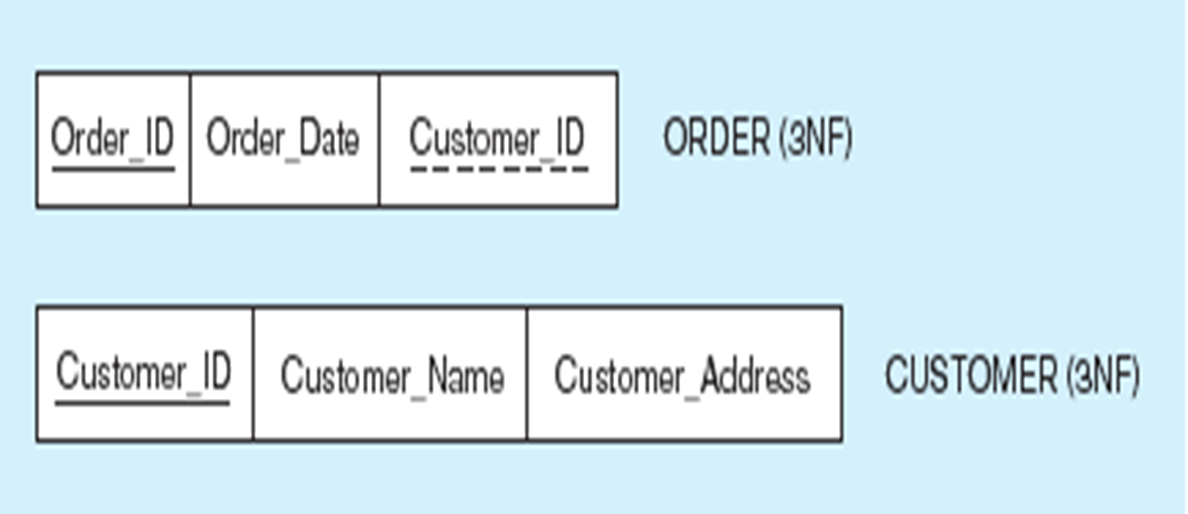 Order_ID Order_Date Customer_ID ORDER (3NF)
Customer_ID Customer_Name Customer_Address CUSTOMER (3NF)